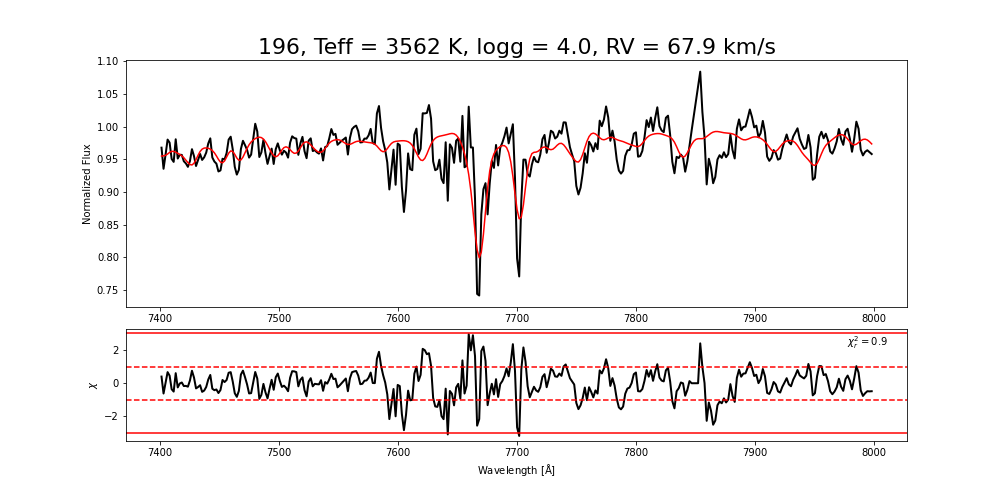 196, Teff = 3562 K, logg = 4.0, RV = 67.9 km/s
1.10
1.05
1.00
0.95
0.90
0.85
0.80
0.75
Normalized Flux
7400 7500 7600 7700 7800 7900 8000
χ²ᵣ = 0.9
2
0
−2
χ
7400 7500 7600 7700 7800 7900 8000
Wavelength [Å]